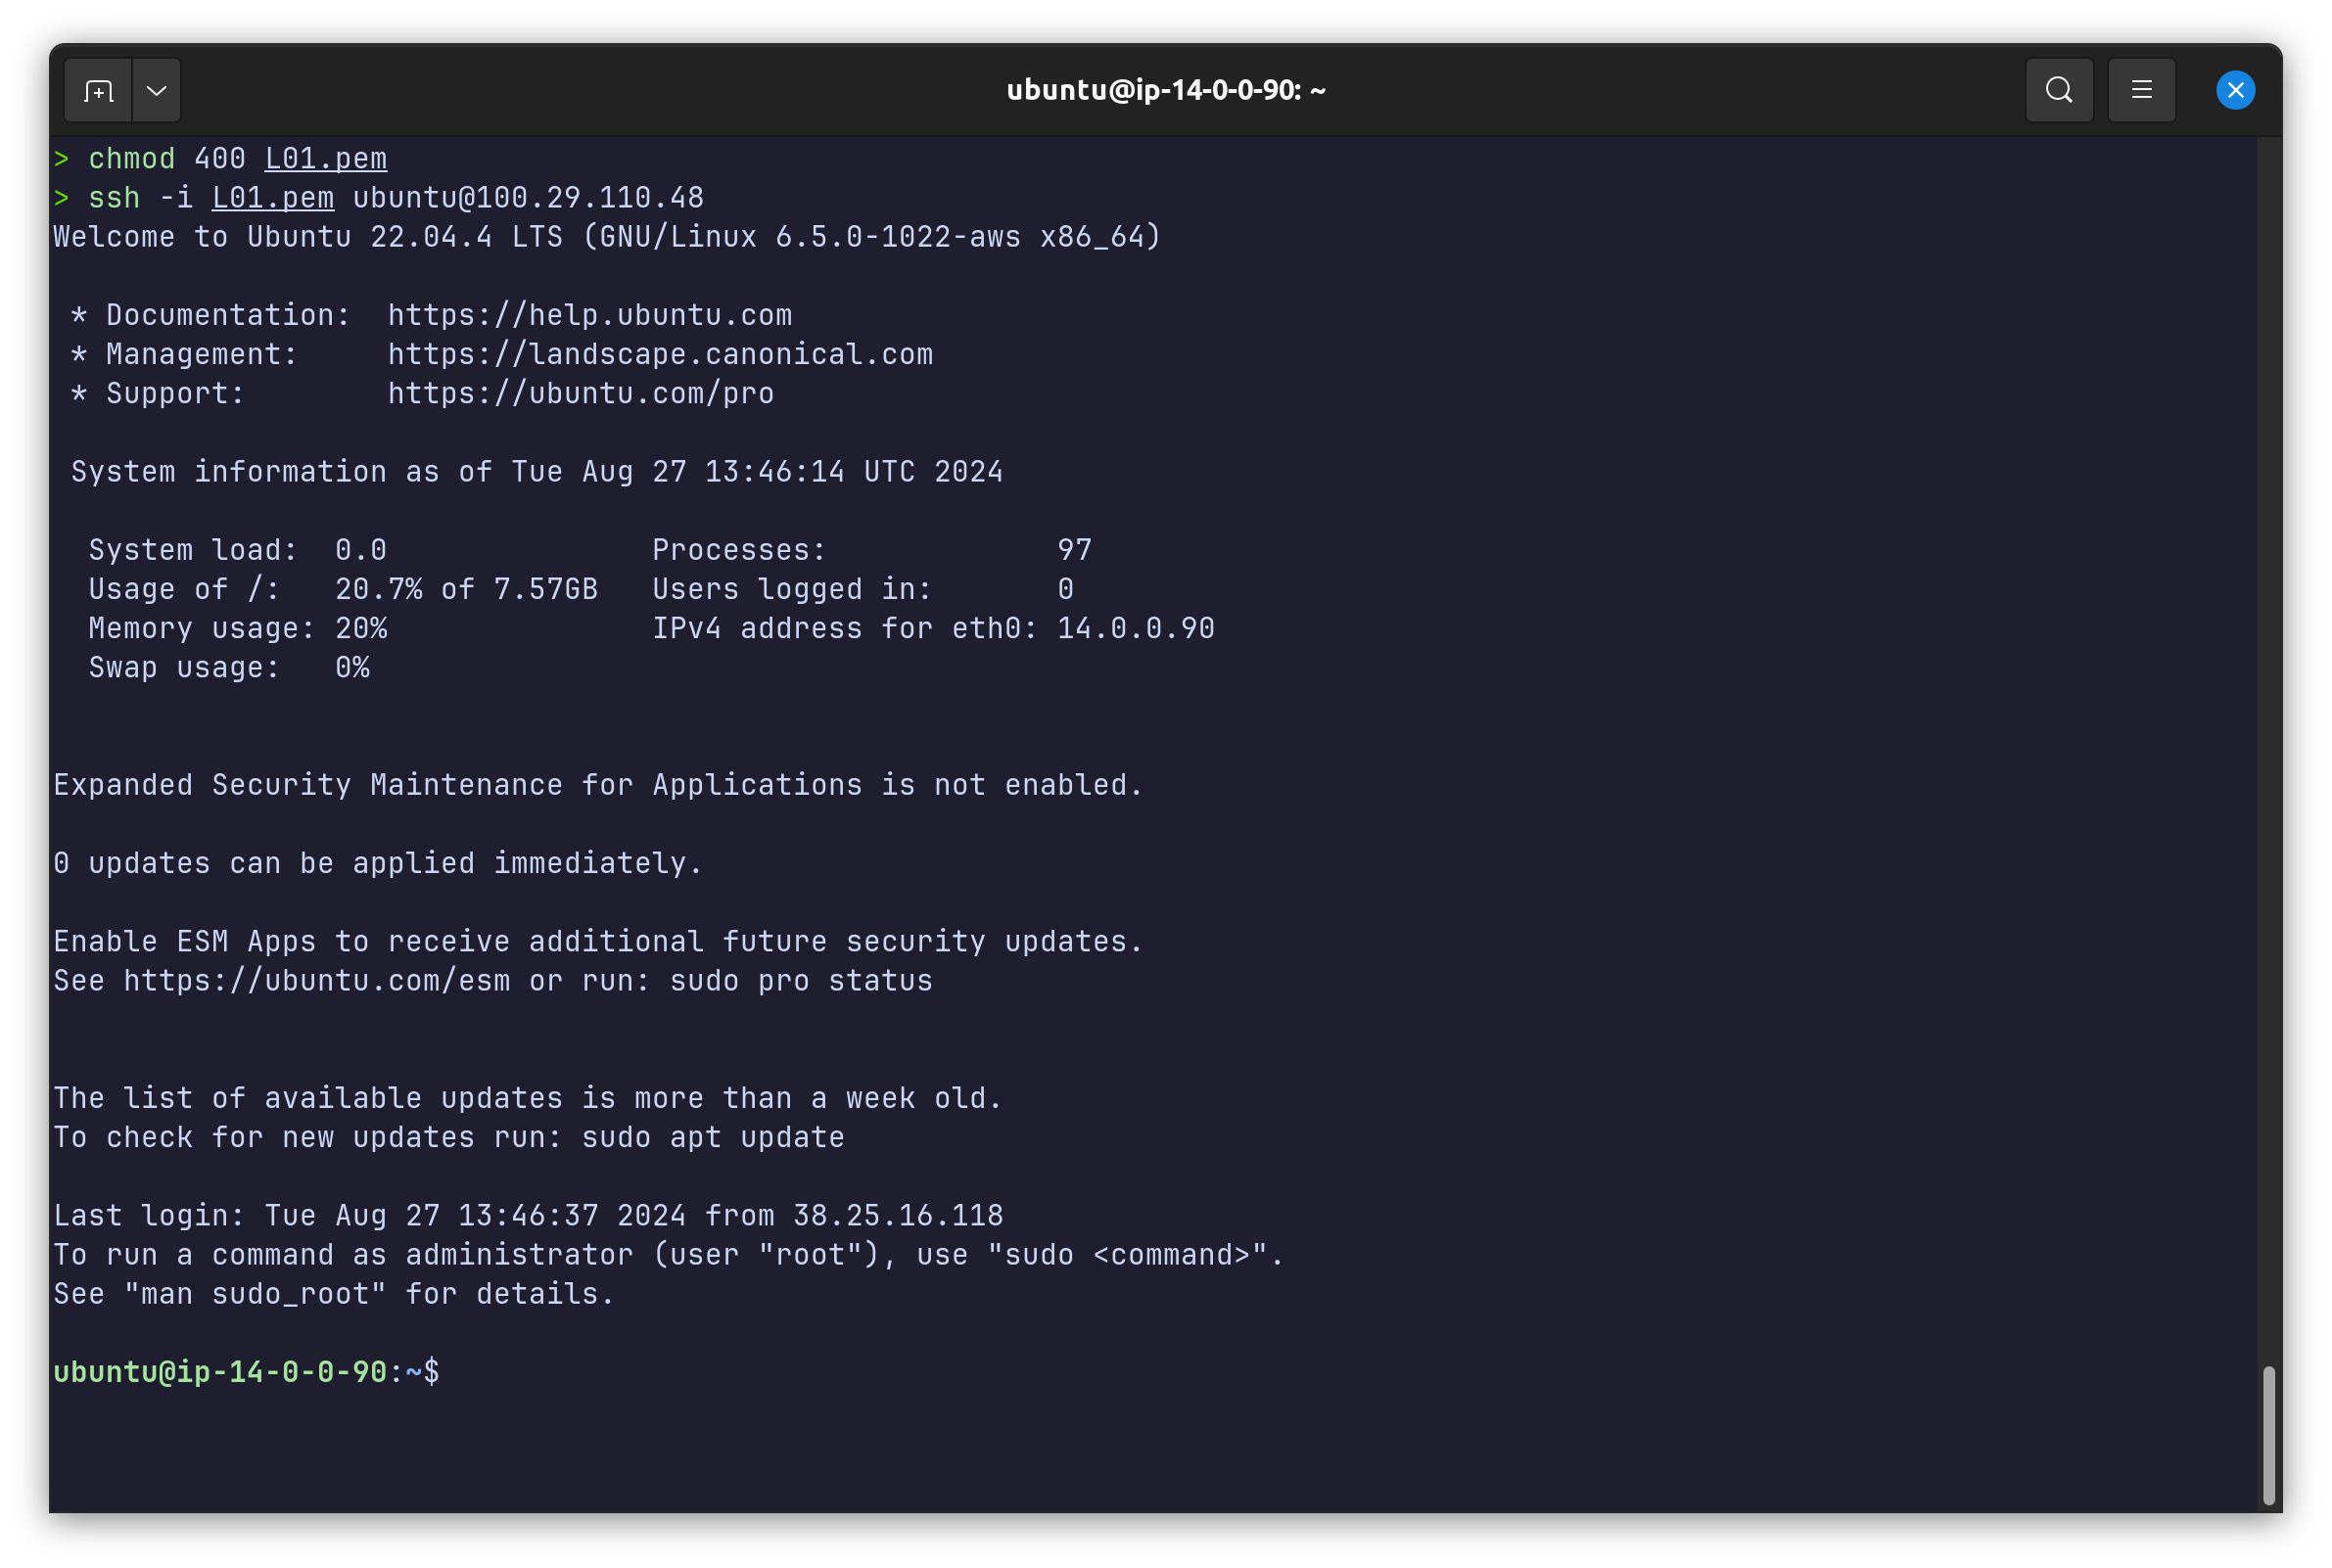 ubuntu@ip-14-0-0-90: ~
> chmod 400 L01.pem
> ssh -i L01.pem ubuntu@100.29.110.48
Welcome to Ubuntu 22.04.4 LTS (GNU/Linux 6.5.0-1022-aws x86_64)
* Documentation:  https://help.ubuntu.com
* Management:     https://landscape.canonical.com
* Support:        https://ubuntu.com/pro
System information as of Tue Aug 27 13:46:14 UTC 2024
System load:  0.0               Processes:             97
Usage of /:   20.7% of 7.57GB   Users logged in:       0
Memory usage: 20%               IPv4 address for eth0: 14.0.0.90
Swap usage:   0%
Expanded Security Maintenance for Applications is not enabled.
0 updates can be applied immediately.
Enable ESM Apps to receive additional future security updates.
See https://ubuntu.com/esm or run: sudo pro status
The list of available updates is more than a week old.
To check for new updates run: sudo apt update
Last login: Tue Aug 27 13:46:37 2024 from 38.25.16.118
To run a command as administrator (user "root"), use "sudo <command>".
See "man sudo_root" for details.
ubuntu@ip-14-0-0-90:~$